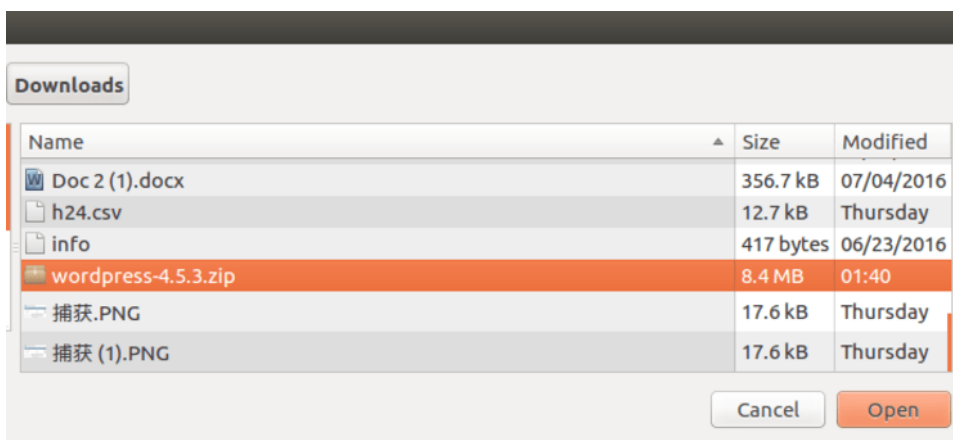 Downloads
Name Size Modified
Doc 2 (1).docx 356.7 kB 07/04/2016
h24.csv 12.7 kB Thursday
info 417 bytes 06/23/2016
wordpress-4.5.3.zip 8.4 MB 01:40
捕获.PNG 17.6 kB Thursday
捕获 (1).PNG 17.6 kB Thursday
Cancel Open